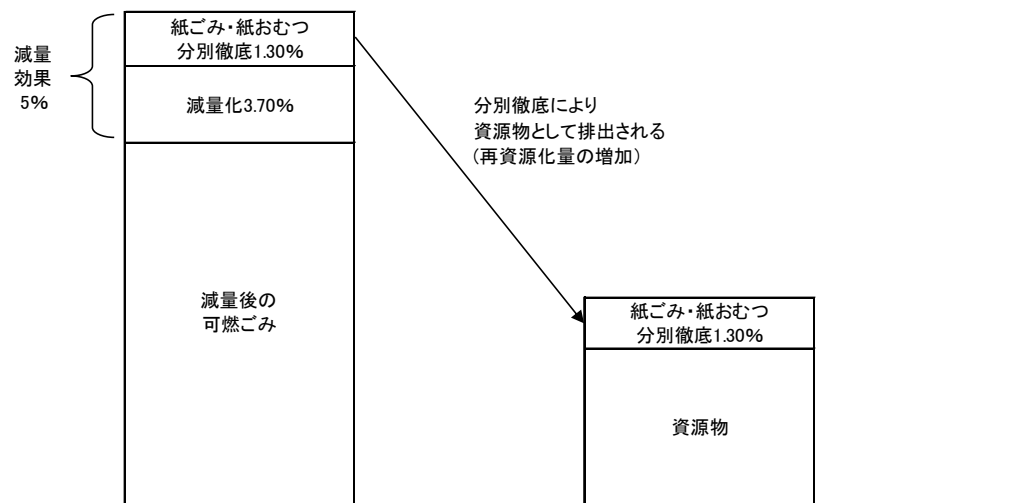 減量
効果
5%
紙ごみ・紙おむつ
分別徹底1.30%
減量化3.70%
減量後の
可燃ごみ
分別徹底により
資源物として排出される
(再資源化量の増加)
紙ごみ・紙おむつ
分別徹底1.30%
資源物